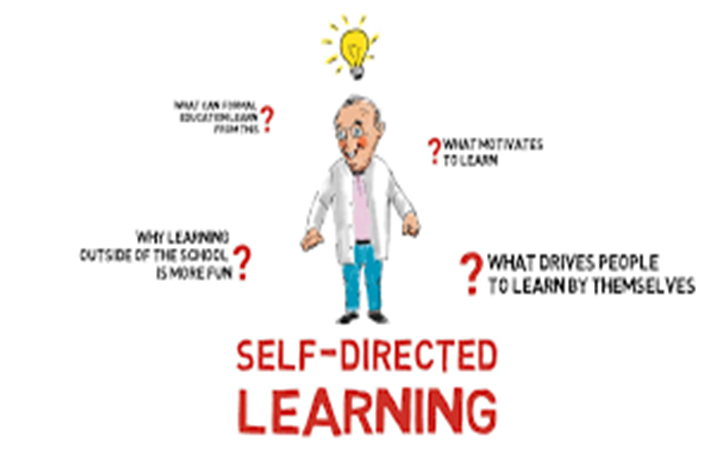 WHAT CAN FORMAL
EDUCATION LEARN
FROM THIS ?
? WHAT MOTIVATES
TO LEARN
WHY LEARNING
OUTSIDE OF THE SCHOOL
IS MORE FUN ?
? WHAT DRIVES PEOPLE
TO LEARN BY THEMSELVES
SELF-DIRECTED
LEARNING